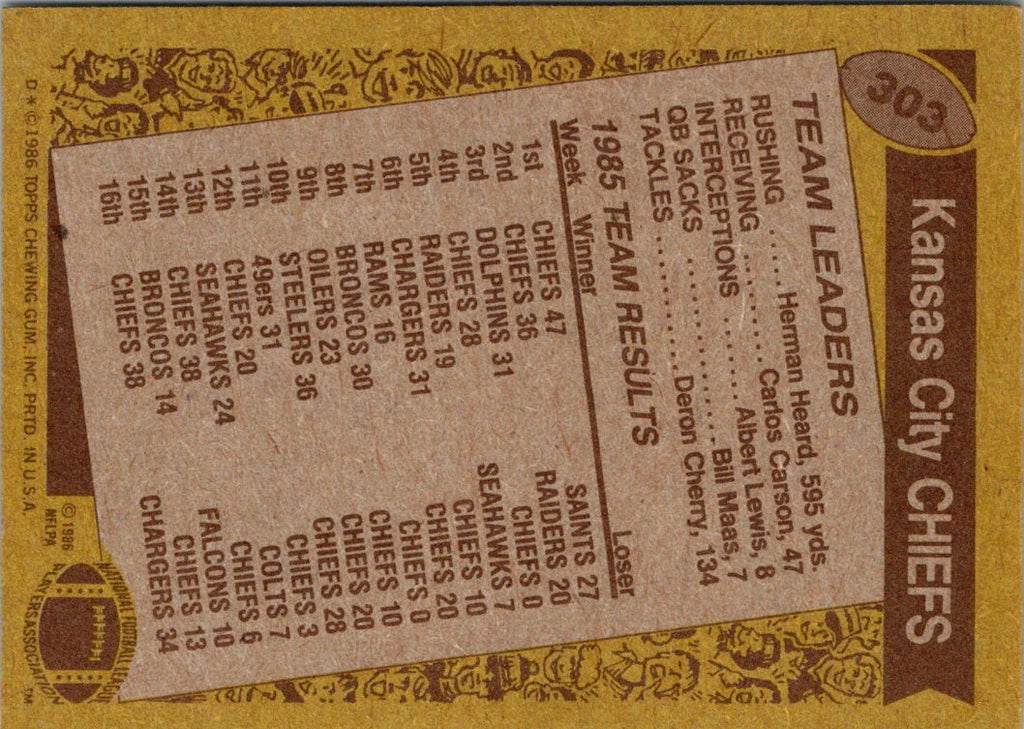 303
Kansas City CHIEFS
TEAM LEADERS
RUSHING ..... Herman Heard, 595 yds.
RECEIVING ........... Carlos Carson, 47
INTERCEPTIONS ..... Albert Lewis, 8
QB SACKS .................. Bill Maas, 7
TACKLES ............. Deron Cherry, 134
1985 TEAM RESULTS
Week Winner Loser
1st CHIEFS 47 SAINTS 27
2nd CHIEFS 36 RAIDERS 20
3rd DOLPHINS 31 CHIEFS 0
4th CHIEFS 28 SEAHAWKS 7
5th RAIDERS 19 CHIEFS 10
6th CHARGERS 31 CHIEFS 20
7th RAMS 16 CHIEFS 0
8th BRONCOS 30 CHIEFS 10
9th OILERS 23 CHIEFS 20
10th STEELERS 36 CHIEFS 28
11th 49ers 31 CHIEFS 3
12th CHIEFS 20 COLTS 7
13th SEAHAWKS 24 CHIEFS 6
14th CHIEFS 38 FALCONS 10
15th BRONCOS 14 CHIEFS 13
16th CHIEFS 38 CHARGERS 34
© 1986
NFLPA
NATIONAL FOOTBALL LEAGUE
PLAYERS ASSOCIATION
TM
D * © 1986 TOPPS CHEWING GUM, INC. PRTD. IN U.S.A.